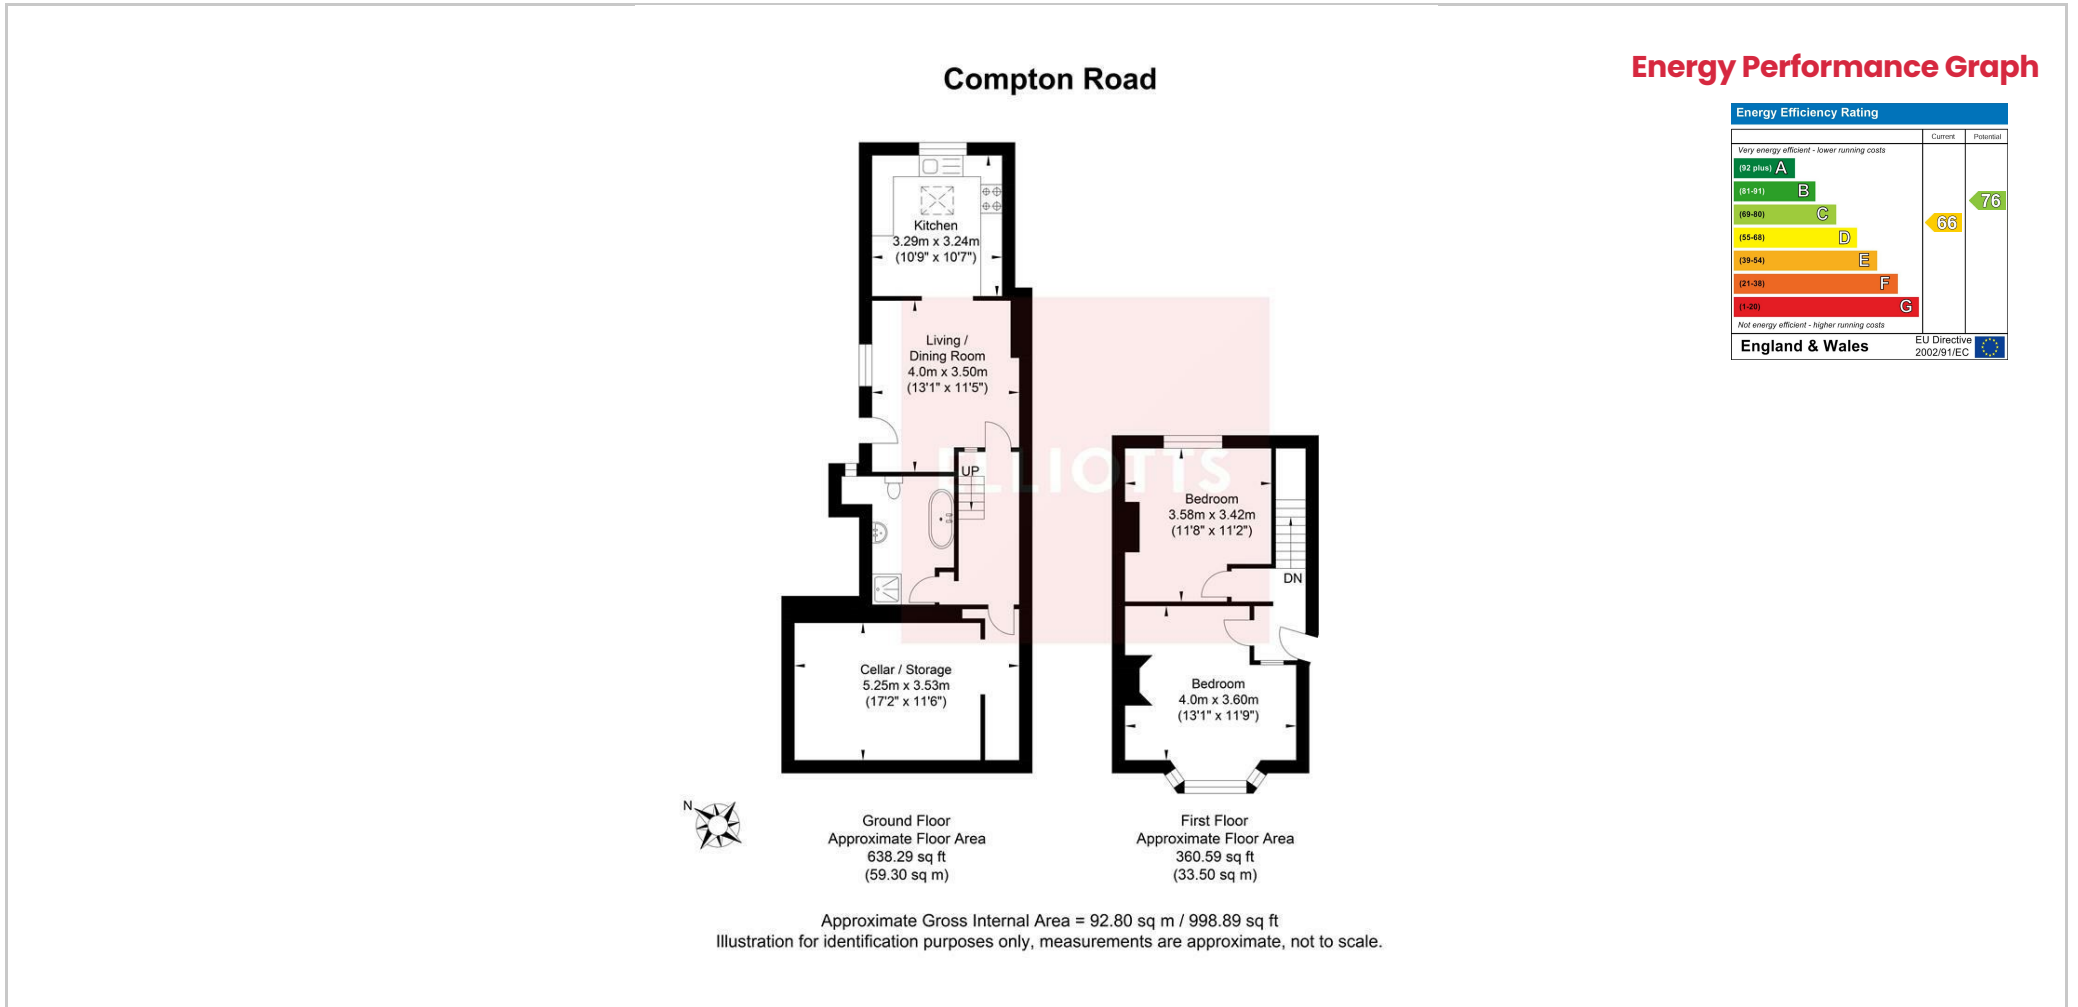 Compton Road
Energy Performance Graph
Energy Efficiency Rating
Current
Potential
Very energy efficient - lower running costs
(92 plus) A
(81-91) B
(69-80) C
(55-68) D
(39-54) E
(21-38) F
(1-20) G
66
76
Not energy efficient - higher running costs
England & Wales
EU Directive
2002/91/EC
Kitchen
3.29m x 3.24m
(10'9" x 10'7")
Living /
Dining Room
4.0m x 3.50m
(13'1" x 11'5")
UP
ELLIOTTS
Cellar / Storage
5.25m x 3.53m
(17'2" x 11'6")
Bedroom
3.58m x 3.42m
(11'8" x 11'2")
DN
Bedroom
4.0m x 3.60m
(13'1" x 11'9")
N
Ground Floor
Approximate Floor Area
638.29 sq ft
(59.30 sq m)
First Floor
Approximate Floor Area
360.59 sq ft
(33.50 sq m)
Approximate Gross Internal Area = 92.80 sq m / 998.89 sq ft
Illustration for identification purposes only, measurements are approximate, not to scale.